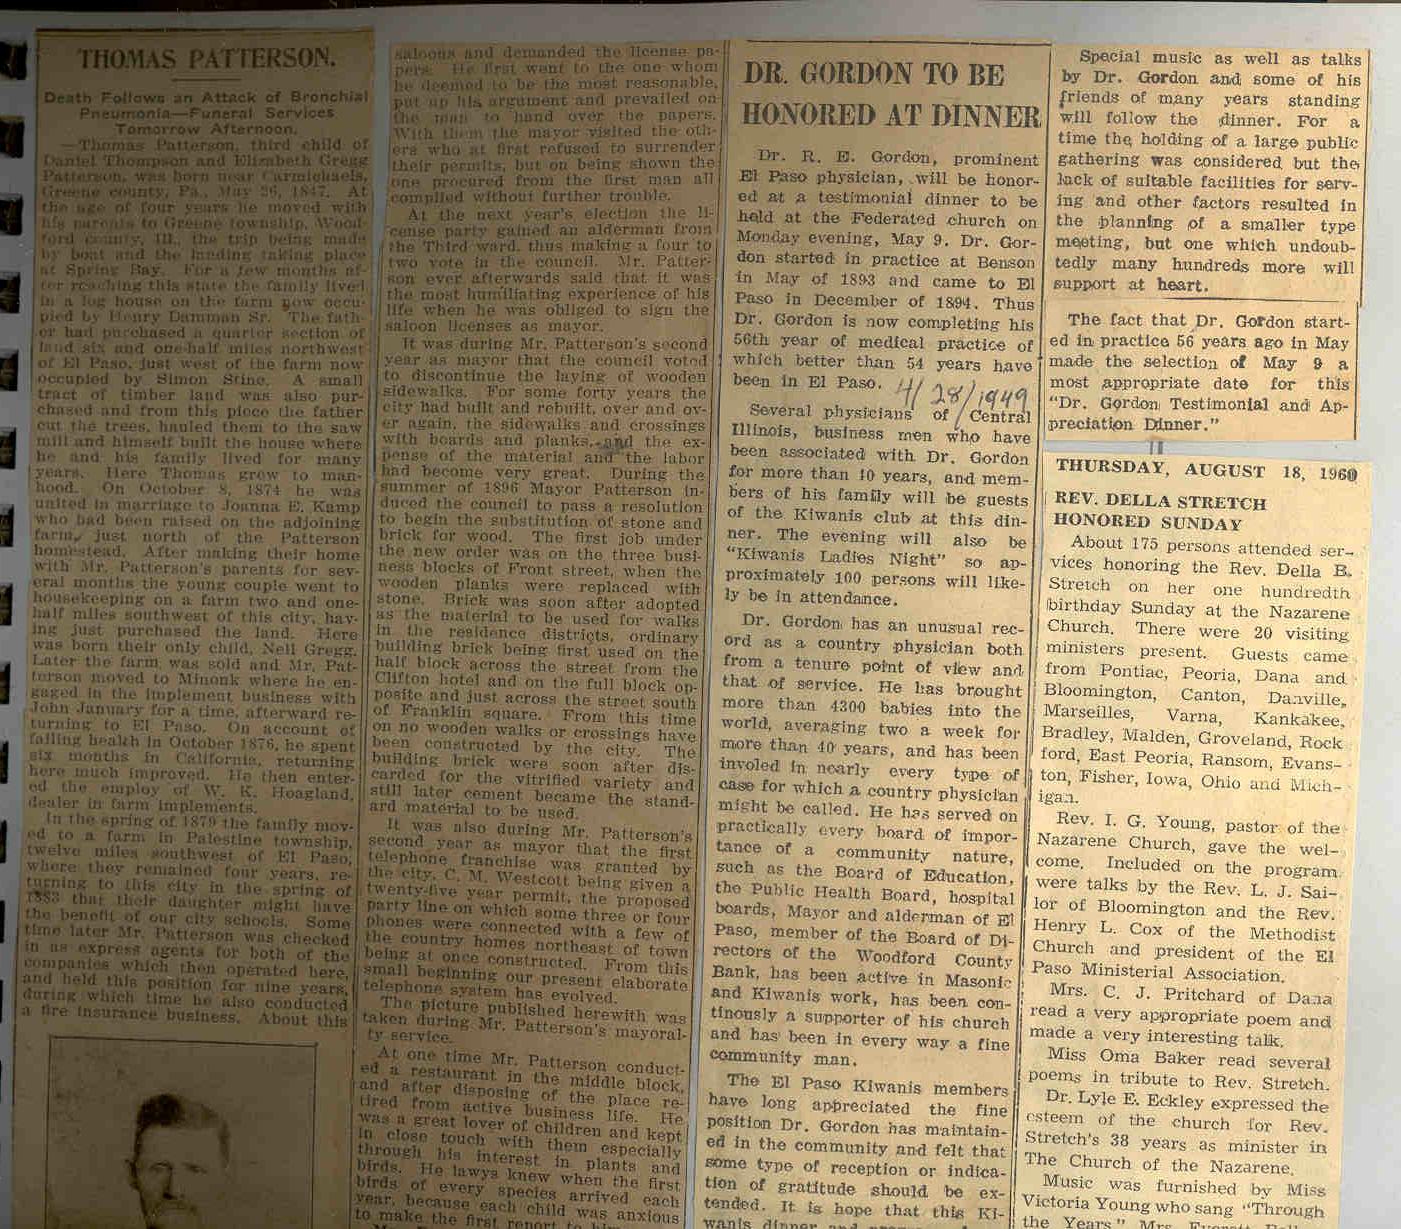 THOMAS PATTERSON.
Death Follows an Attack of Bronchial
Pneumonia—Funeral Services
Tomorrow Afternoon.
—Thomas Patterson, third child of
Daniel Thompson and Elizabeth Gregg
Patterson, was born near Carmichaels,
Greene county, Pa., May 26, 1847. At
the age of four years he moved with
his parents to Greene township, Wood-
ford county, Ill., the trip being made
by boat and the landing taking place
at Spring Bay. For a few months af-
ter reaching this state the family lived
in a log house on the farm now occu-
pied by Henry Damman Sr. The fath-
er had purchased a quarter section of
land six and one-half miles northwest
of El Paso, just west of the farm now
occupied by Simon Stine. A small
tract of timber land was also pur-
chased and from this piece the father
cut the trees, hauled them to the saw
mill and himself built the house where
he and his family lived for many
years. Here Thomas grew to man-
hood. On October 8, 1874 he was
united in marriage to Joanna E. Kamp
who had been raised on the adjoining
farm, just north of the Patterson
homestead. After making their home
with Mr. Patterson's parents for sev-
eral months the young couple went to
housekeeping on a farm two and one-
half miles southwest of this city, hav-
ing just purchased the land. Here
was born their only child, Nell Gregg.
Later the farm was sold and Mr. Pat-
terson moved to Minonk where he en-
gaged in the implement business with
John January for a time, afterward re-
turning to El Paso. On account of
failing health in October 1876, he spent
six months in California, returning
here much improved. He then enter-
ed the employ of W. K. Hoagland,
dealer in farm implements.
In the spring of 1879 the family mov-
ed to a farm in Palestine township,
twelve miles southwest of El Paso,
where they remained four years, re-
turning to this city in the spring of
1883 that their daughter might have
the benefit of our city schools. Some
time later Mr. Patterson was checked
in as express agents for both of the
companies which then operated here,
and held this position for nine years,
during which time he also conducted
a fire insurance business. About this
saloons and demanded the license pa-
pers. He first went to the one whom
he deemed to be the most reasonable,
put up his argument and prevailed on
the man to hand over the papers.
With them the mayor visited the oth-
ers who at first refused to surrender
their permits, but on being shown the
one procured from the first man all
complied without further trouble.
At the next year's election the li-
cense party gained an alderman from
the Third ward, thus making a four to
two vote in the council. Mr. Patter-
son ever afterwards said that it was
the most humiliating experience of his
life when he was obliged to sign the
saloon licenses as mayor.
It was during Mr. Patterson's second
year as mayor that the council voted
to discontinue the laying of wooden
sidewalks. For some forty years the
city had built and rebuilt, over and ov-
er again, the sidewalks and crossings
with boards and planks, and the ex-
pense of the material and the labor
had become very great. During the
summer of 1896 Mayor Patterson in-
duced the council to pass a resolution
to begin the substitution of stone and
brick for wood. The first job under
the new order was on the three busi-
ness blocks of Front street, when the
wooden planks were replaced with
stone. Brick was soon after adopted
as the material to be used for walks
in the residence districts, ordinary
building brick being first used on the
half block across the street from the
Clifton hotel and on the full block op-
posite and just across the street south
of Franklin square. From this time
on no wooden walks or crossings have
been constructed by the city. The
building brick were soon after dis-
carded for the vitrified variety and
still later cement became the stand-
ard material to be used.
It was also during Mr. Patterson's
second year as mayor that the first
telephone franchise was granted by
the city, C. M. Westcott being given a
twenty-five year permit, the proposed
party line on which some three or four
phones were connected with a few of
the country homes northeast of town
being at once constructed. From this
small beginning our present elaborate
telephone system has evolved.
The picture published herewith was
taken during Mr. Patterson's mayoral-
ty service.
At one time Mr. Patterson conduct-
ed a restaurant in the middle block,
and after disposing of the place re-
tired from active business life. He
was a great lover of children and kept
in close touch with them especially
through his interest in plants and
birds. He lawys knew when the first
birds of every species arrived each
year, because each child was anxious
to make the first report to him.
DR. GORDON TO BE
HONORED AT DINNER
Dr. R. E. Gordon, prominent
El Paso physician, will be honor-
ed at a testimonial dinner to be
held at the Federated church on
Monday evening, May 9. Dr. Gor-
don started in practice at Benson
in May of 1893 and came to El
Paso in December of 1894. Thus
Dr. Gordon is now completing his
56th year of medical practice of
which better than 54 years have
been in El Paso. 4/28/1949
Several physicians of Central
Illinois, business men who have
been associated with Dr. Gordon
for more than 10 years, and mem-
bers of his family will be guests
of the Kiwanis club at this din-
ner. The evening will also be
"Kiwanis Ladies Night" so ap-
proximately 100 persons will like-
ly be in attendance.
Dr. Gordon has an unusual rec-
ord as a country physician both
from a tenure point of view and
that of service. He has brought
more than 4300 babies into the
world, averaging two a week for
more than 40 years, and has been
involed in nearly every type of
case for which a country physician
might be called. He has served on
practically every board of impor-
tance of a community nature,
such as the Board of Education,
the Public Health Board, hospital
boards, Mayor and alderman of El
Paso, member of the Board of Di-
rectors of the Woodford County
Bank, has been active in Masonic
and Kiwanis work, has been con-
tinously a supporter of his church
and has been in every way a fine
community man.
The El Paso Kiwanis members
have long appreciated the fine
position Dr. Gordon has maintain-
ed in the community and felt that
some type of reception or indica-
tion of gratitude should be ex-
tended. It is hope that this Ki-
wanis dinner and
Special music as well as talks
by Dr. Gordon and some of his
friends of many years standing
will follow the dinner. For a
time the holding of a large public
gathering was considered but the
lack of suitable facilities for serv-
ing and other factors resulted in
the planning of a smaller type
meeting, but one which undoub-
tedly many hundreds more will
support at heart.
The fact that Dr. Gordon start-
ed in practice 56 years ago in May
made the selection of May 9 a
most appropriate date for this
"Dr. Gordon Testimonial and Ap-
preciation Dinner."
THURSDAY, AUGUST 18, 1960
REV. DELLA STRETCH
HONORED SUNDAY
About 175 persons attended ser-
vices honoring the Rev. Della B.
Stretch on her one hundredth
birthday Sunday at the Nazarene
Church. There were 20 visiting
ministers present. Guests came
from Pontiac, Peoria, Dana and
Bloomington, Canton, Danville,
Marseilles, Varna, Kankakee,
Bradley, Malden, Groveland, Rock
ford, East Peoria, Ransom, Evans-
ton, Fisher, Iowa, Ohio and Mich-
igan.
Rev. I. G. Young, pastor of the
Nazarene Church, gave the wel-
come. Included on the program
were talks by the Rev. L. J. Sai-
lor of Bloomington and the Rev.
Henry L. Cox of the Methodist
Church and president of the El
Paso Ministerial Association.
Mrs. C. J. Pritchard of Dana
read a very appropriate poem and
made a very interesting talk.
Miss Oma Baker read several
poems in tribute to Rev. Stretch.
Dr. Lyle E. Eckley expressed the
esteem of the church for Rev.
Stretch's 38 years as minister in
The Church of the Nazarene.
Music was furnished by Miss
Victoria Young who sang "Through
the Years," Mrs.